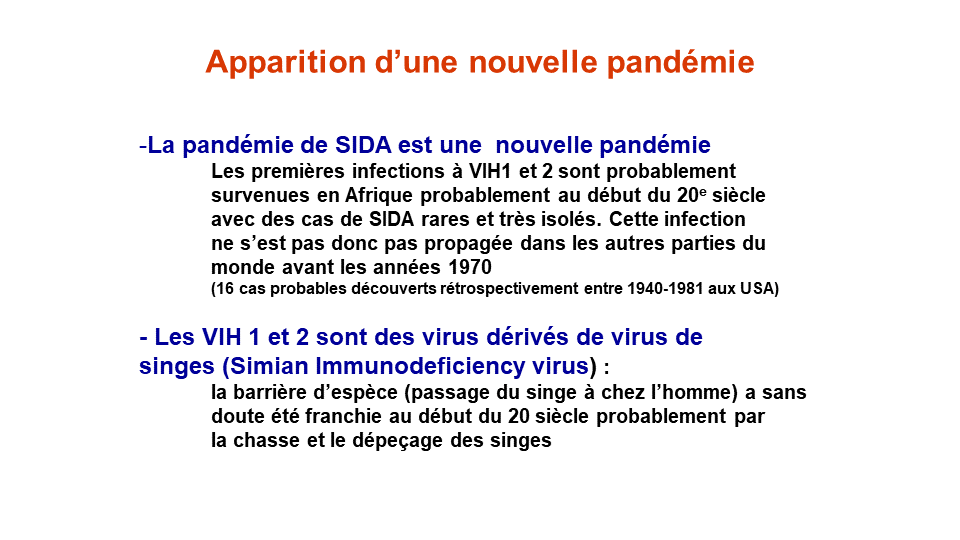 Apparition d’une nouvelle pandémie
-La pandémie de SIDA est une  nouvelle pandémie
Les premières infections à VIH1 et 2 sont probablement
survenues en Afrique probablement au début du 20e siècle
avec des cas de SIDA rares et très isolés. Cette infection
ne s’est pas donc pas propagée dans les autres parties du
monde avant les années 1970
(16 cas probables découverts rétrospectivement entre 1940-1981 aux USA)
- Les VIH 1 et 2 sont des virus dérivés de virus de
singes (Simian Immunodeficiency virus) :
la barrière d’espèce (passage du singe à chez l’homme) a sans
doute été franchie au début du 20 siècle probablement par
la chasse et le dépeçage des singes